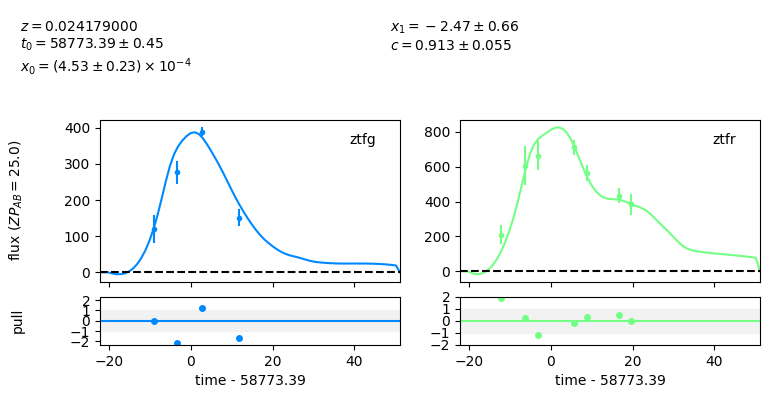 z = 0.024179000
t₀ = 58773.39 ± 0.45
x₀ = (4.53 ± 0.23) × 10⁻⁴
x₁ = −2.47 ± 0.66
c = 0.913 ± 0.055
flux (ZP_AB = 25.0)
400
300
200
100
0
ztfg
800
600
400
200
0
ztfr
pull
2
1
0
−1
−2
−20
0
20
40
time - 58773.39
2
1
0
−1
−2
−20
0
20
40
time - 58773.39